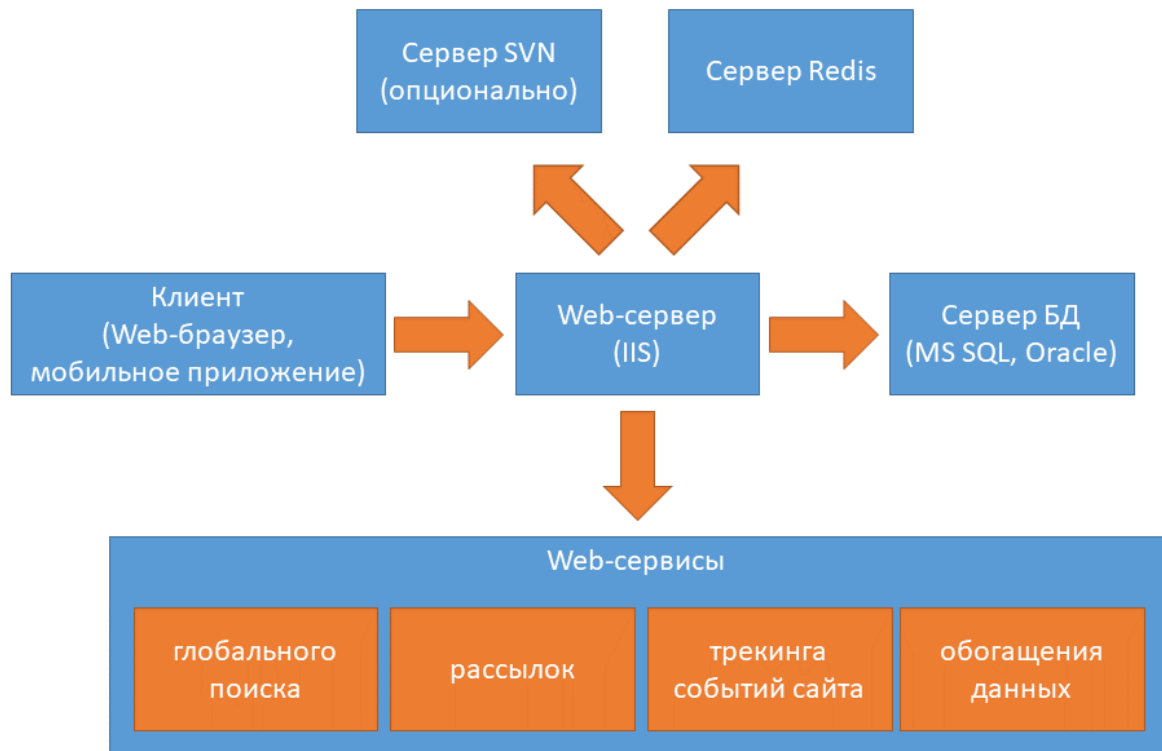 Сервер SVN
(опционально)
Сервер Redis
Клиент
(Web-браузер,
мобильное приложение)
Web-сервер
(IIS)
Сервер БД
(MS SQL, Oracle)
Web-сервисы
глобального
поиска
рассылок
трекинга
событий сайта
обогащения
данных